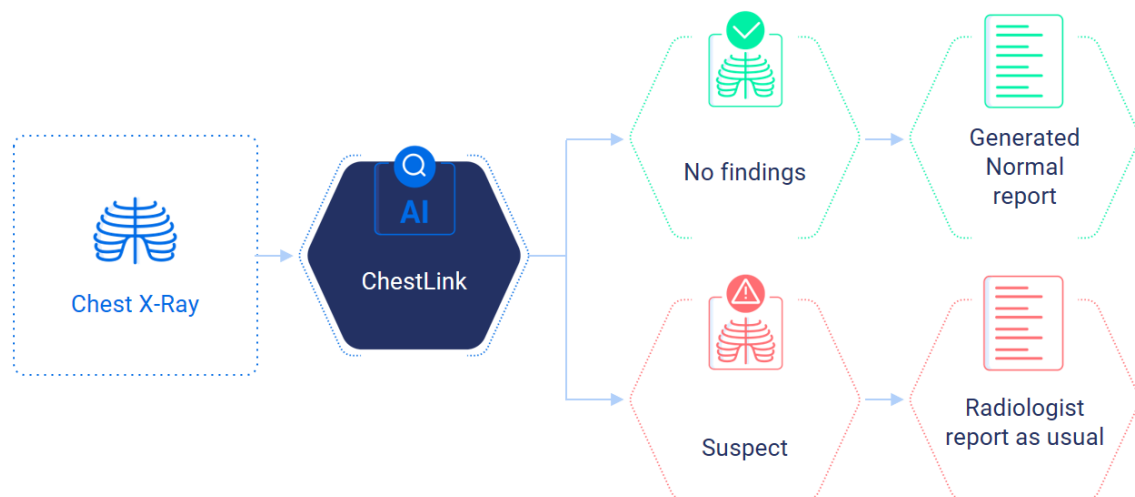 Chest X-Ray
AI
ChestLink
No findings
Generated
Normal
report
Suspect
Radiologist
report as usual